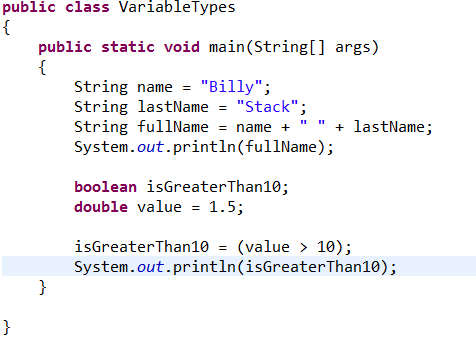 public class VariableTypes
{
    public static void main(String[] args)
    {
        String name = "Billy";
        String lastName = "Stack";
        String fullName = name + " " + lastName;
        System.out.println(fullName);

        boolean isGreaterThan10;
        double value = 1.5;

        isGreaterThan10 = (value > 10);
        System.out.println(isGreaterThan10);
    }

}